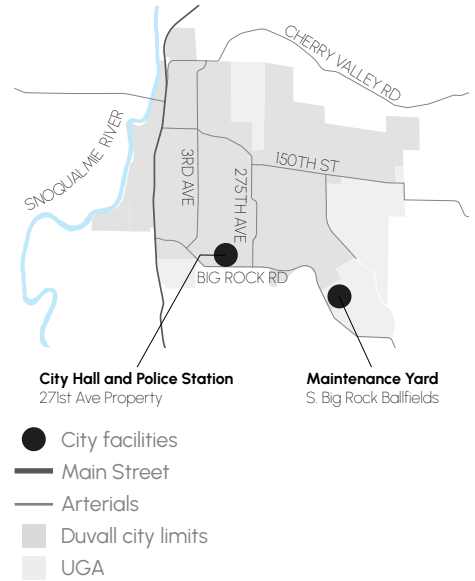 CHERRY VALLEY RD
SNOQUALMIE RIVER
150TH ST
3RD AVE
275TH AVE
BIG ROCK RD
City Hall and Police Station
271st Ave Property
Maintenance Yard
S. Big Rock Ballfields
City facilities
Main Street
Arterials
Duvall city limits
UGA